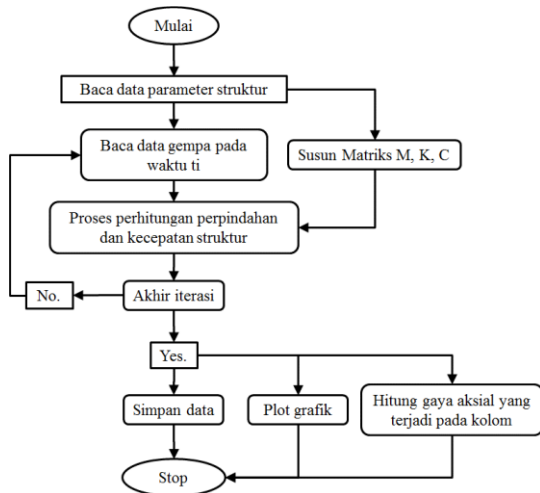 Mulai
Baca data parameter struktur
Baca data gempa pada
waktu ti
Susun Matriks M, K, C
Proses perhitungan perpindahan
dan kecepatan struktur
No.
Akhir iterasi
Yes.
Simpan data
Plot grafik
Hitung gaya aksial yang
terjadi pada kolom
Stop